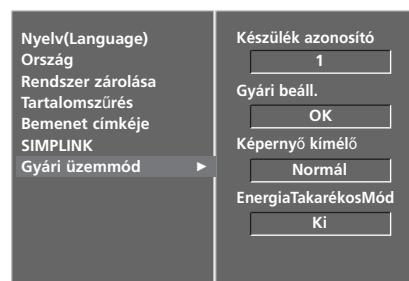 Nyelv(Language)
Ország
Rendszer zárolása
Tartalomszűrés
Bemenet címkéje
SIMPLINK
Gyári üzemmód ►
Készülék azonosító
1
Gyári beáll.
OK
Képernyő kímélő
Normál
EnergiaTakarékosMód
Ki